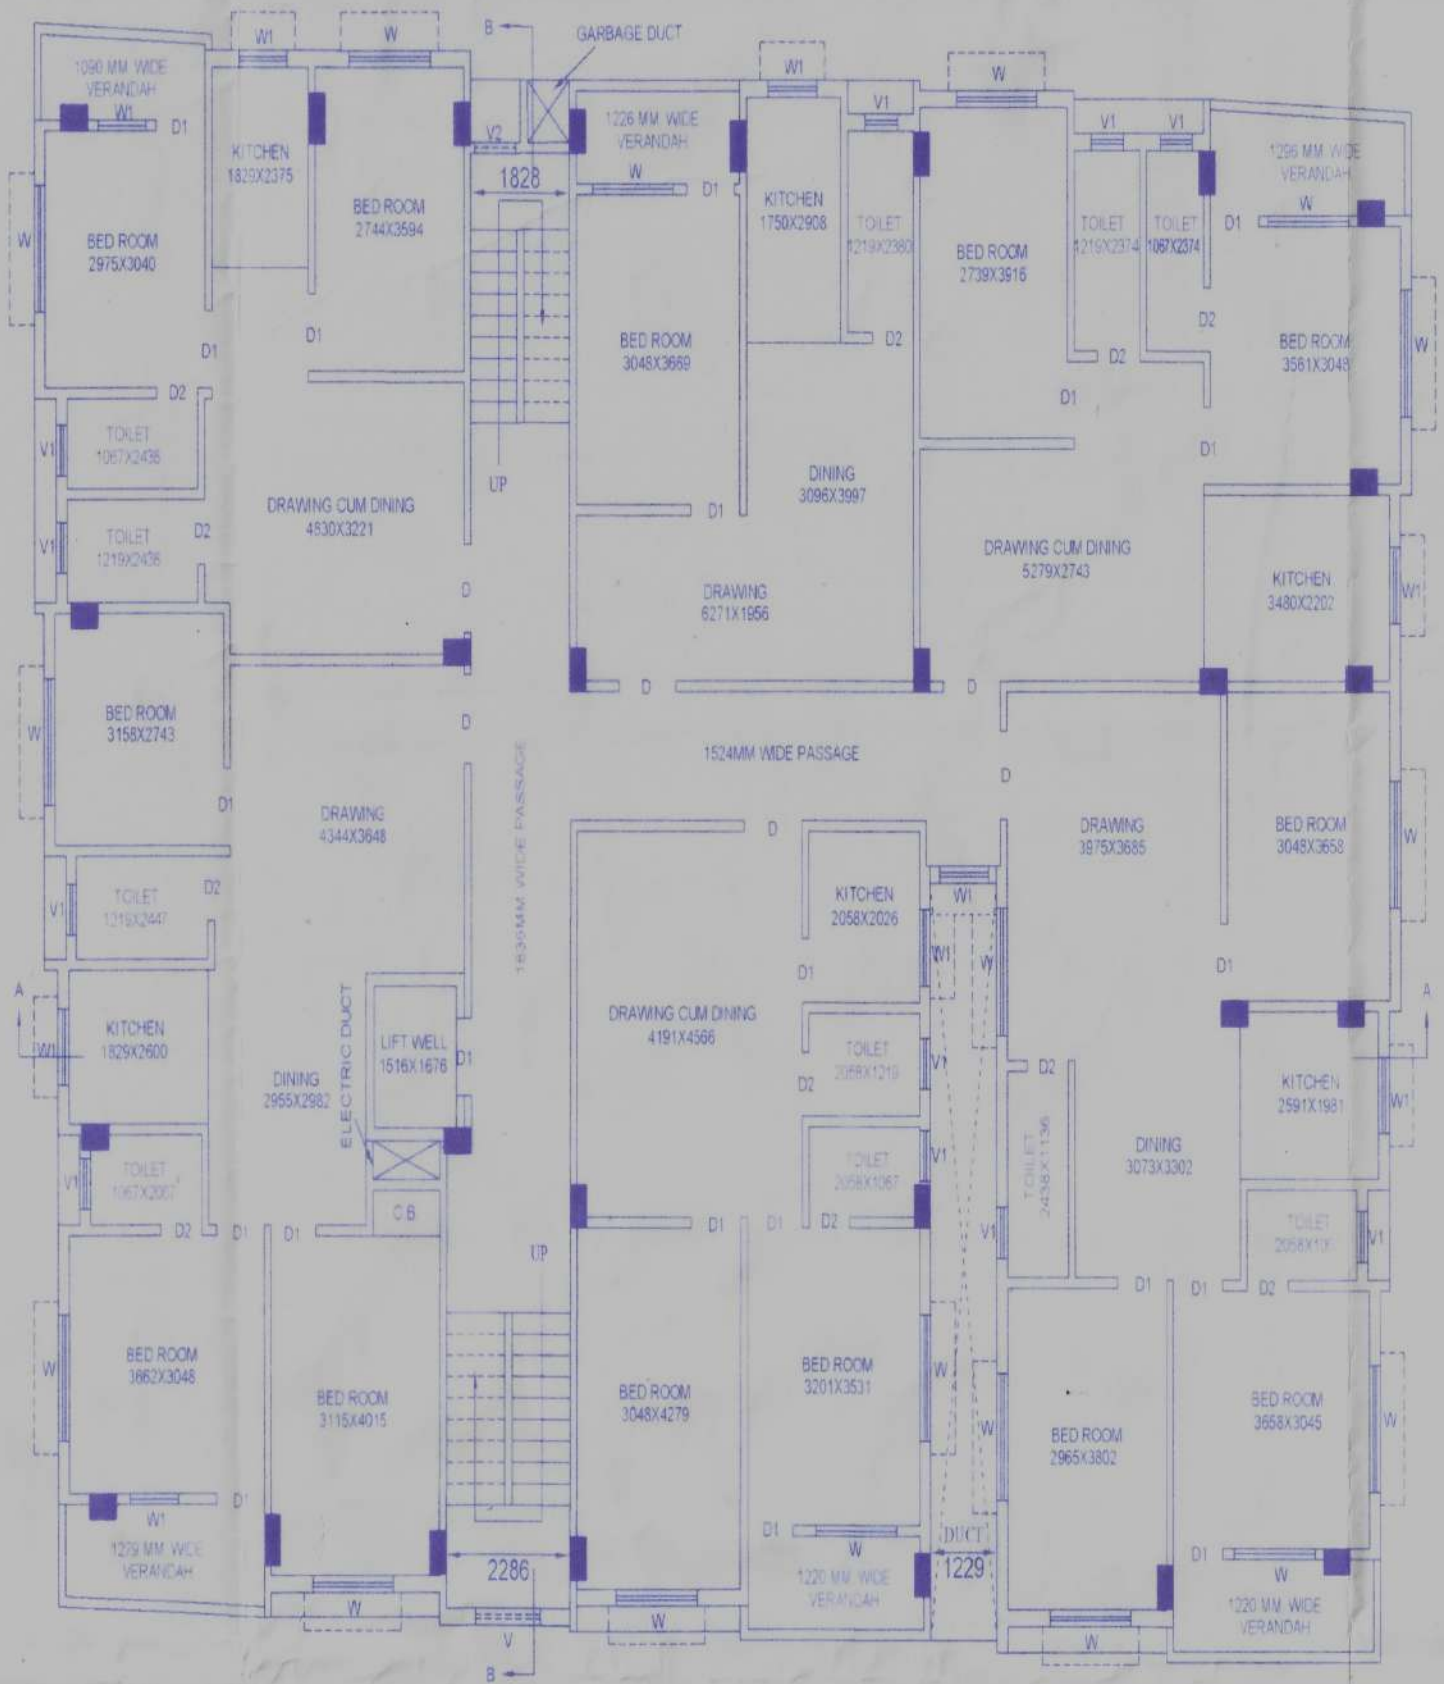 B
GARBAGE DUCT
W1
W
1090 MM. WIDE
VERANDAH
W1
D1
KITCHEN
1829X2375
BED ROOM
2744X3594
V2
1828
1226 MM. WIDE
VERANDAH
W
D1
W1
V1
KITCHEN
1750X2908
TOILET
1219X2380
W
V1
V1
BED ROOM
2739X3916
TOILET
1219X2374
TOILET
1067X2374
1296 MM. WIDE
VERANDAH
W
D1
W
BED ROOM
2975X3040
D1
D1
D2
BED ROOM
3048X3669
D2
D2
D2
BED ROOM
3561X3048
W
V1
TOILET
1067X2438
UP
D1
DINING
3096X3997
D1
D1
DRAWING CUM DINING
4830X3221
V1
TOILET
1219X2438
D2
D
DRAWING
6271X1956
DRAWING CUM DINING
5279X2743
KITCHEN
3480X2202
W1
D
D
W
BED ROOM
3158X2743
D1
D
1524MM WIDE PASSAGE
D
1836MM WIDE PASSAGE
DRAWING
4344X3648
D
DRAWING
3975X3685
BED ROOM
3048X3658
W
V1
TOILET
1219X2447
D2
KITCHEN
2058X2026
W1
W1
W
D1
D1
A
W1
KITCHEN
1829X2600
ELECTRIC DUCT
LIFT WELL
1516X1676
D1
DRAWING CUM DINING
4191X4566
TOILET
2058X1219
V1
D2
D2
KITCHEN
2591X1981
W1
A
DINING
2955X2982
V1
TOILET
1067X2067
D2
D1
D1
C.B.
TOILET
2058X1067
V1
D1
D1
D2
TOILET
2438X1136
V1
DINING
3073X3302
TOILET
V1
D1
D1
D2
UP
W
BED ROOM
3662X3048
BED ROOM
3115X4015
BED ROOM
3048X4279
BED ROOM
3201X3531
W
W
BED ROOM
2965X3802
BED ROOM
3658X3045
W
D1
W1
1279 MM. WIDE
VERANDAH
W
2286
V
B
W
D1
W
1220 MM. WIDE
VERANDAH
DUCT
1229
W
D1
W
1220 MM. WIDE
VERANDAH